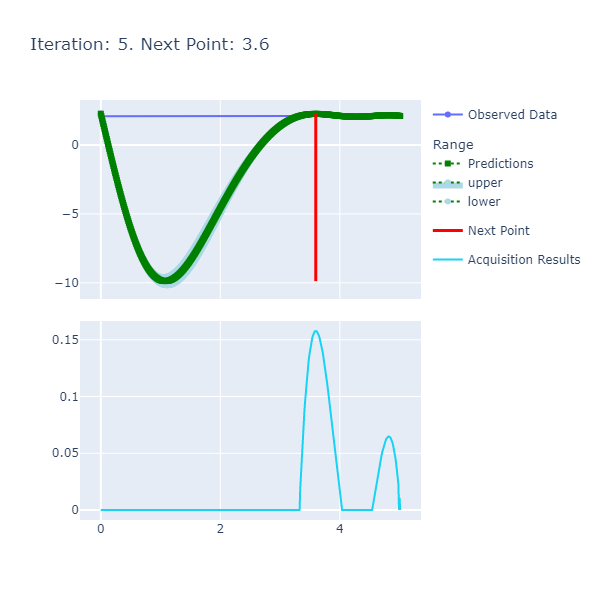 Iteration: 5. Next Point: 3.6
Observed Data
Range
Predictions
upper
lower
Next Point
Acquisition Results
0
−5
−10
0.15
0.1
0.05
0
0
2
4